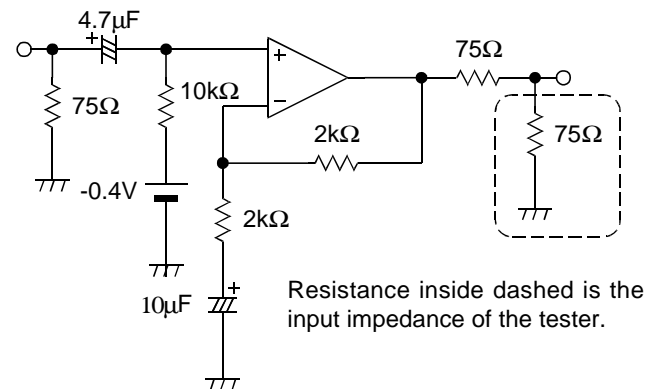 4.7μF
+
75Ω
10kΩ
-0.4V
+
−
2kΩ
2kΩ
+
10μF
75Ω
75Ω
Resistance inside dashed is the
input impedance of the tester.